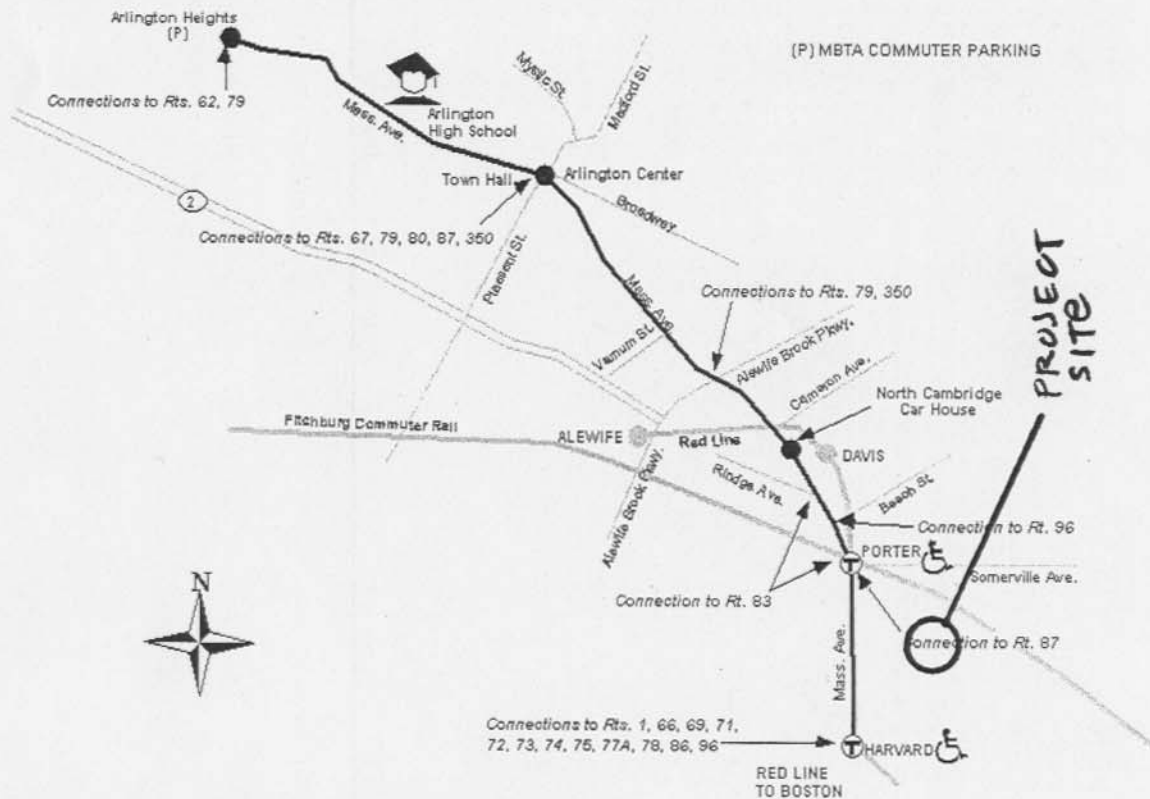 Arlington Heights
(P)
(P) MBTA COMMUTER PARKING
Connections to Rts. 62, 79
Mass. Ave.
Arlington
High School
Mystic St.
Medford St.
Town Hall
Arlington Center
Broadway
2
Connections to Rts. 67, 79, 80, 87, 350
Pleasant St.
Mass. Ave.
Connections to Rts. 79, 350
PROJECT
SITE
Varnum St.
Alewife Brook Pkwy.
Cameron Ave.
North Cambridge
Car House
Fitchburg Commuter Rail
ALEWIFE
Red Line
DAVIS
Alewife Brook Pkwy.
Rindge Ave.
Beech St.
Connection to Rt. 96
T
PORTER
Somerville Ave.
Connection to Rt. 83
N
Connection to Rt. 87
Mass. Ave.
Connections to Rts. 1, 66, 69, 71,
72, 73, 74, 75, 77A, 78, 86, 96
T
HARVARD
RED LINE
TO BOSTON